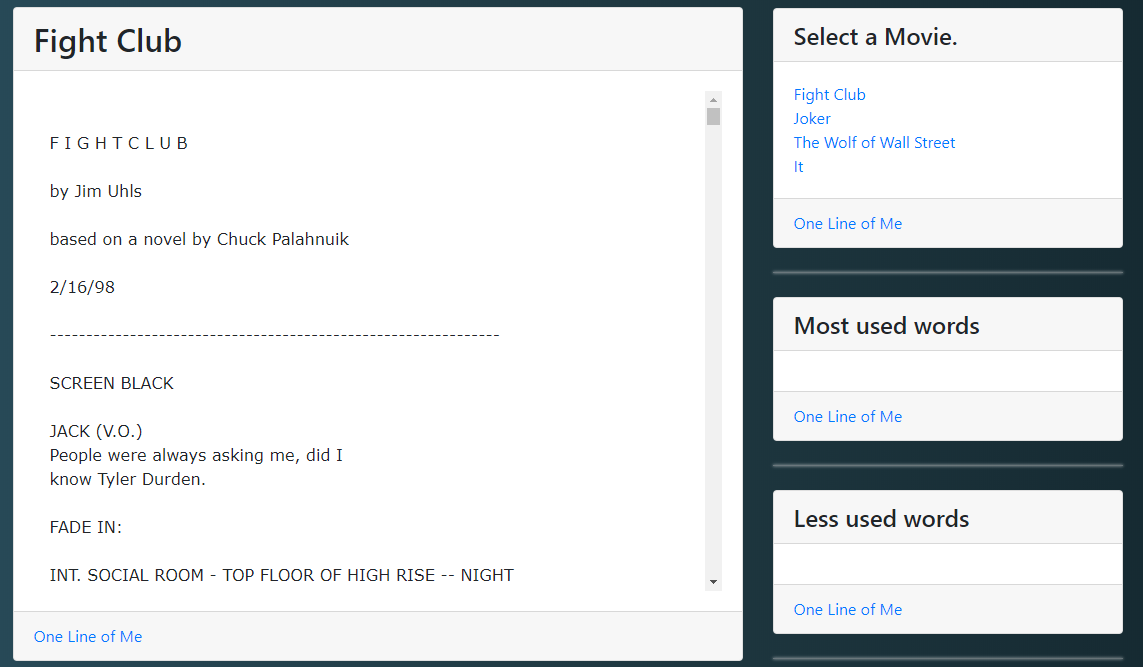 Fight Club
F I G H T C L U B
by Jim Uhls
based on a novel by Chuck Palahnuik
2/16/98
--------------------------------------------------------------
SCREEN BLACK
JACK (V.O.)
People were always asking me, did I
know Tyler Durden.
FADE IN:
INT. SOCIAL ROOM - TOP FLOOR OF HIGH RISE -- NIGHT
One Line of Me
Select a Movie.
Fight Club
Joker
The Wolf of Wall Street
It
One Line of Me
Most used words
One Line of Me
Less used words
One Line of Me